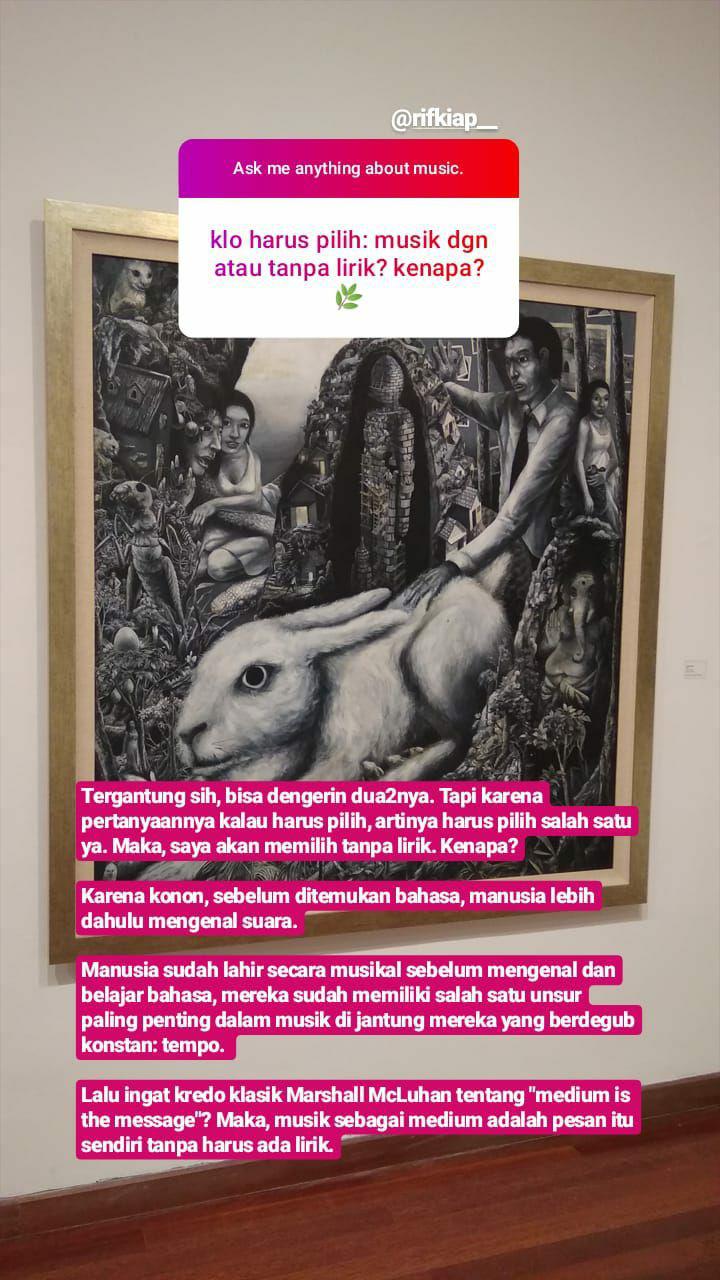 @rifkiap__
Ask me anything about music.
klo harus pilih: musik dgn
atau tanpa lirik? kenapa?
Tergantung sih, bisa dengerin dua2nya. Tapi karena
pertanyaannya kalau harus pilih, artinya harus pilih salah satu
ya. Maka, saya akan memilih tanpa lirik. Kenapa?
Karena konon, sebelum ditemukan bahasa, manusia lebih
dahulu mengenal suara.
Manusia sudah lahir secara musikal sebelum mengenal dan
belajar bahasa, mereka sudah memiliki salah satu unsur
paling penting dalam musik di jantung mereka yang berdegub
konstan: tempo.
Lalu ingat kredo klasik Marshall McLuhan tentang "medium is
the message"? Maka, musik sebagai medium adalah pesan itu
sendiri tanpa harus ada lirik.